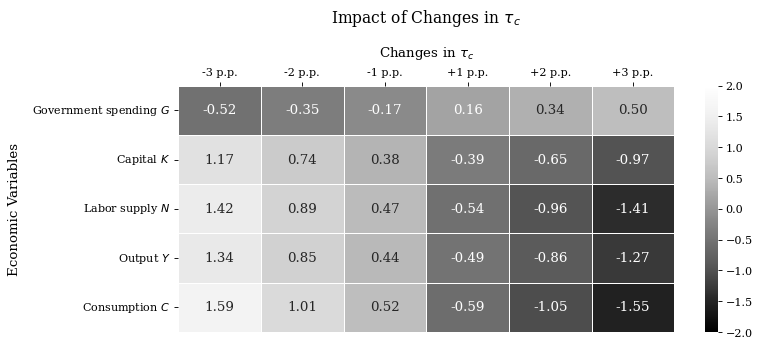 Impact of Changes in τc
Changes in τc
-3 p.p. -2 p.p. -1 p.p. +1 p.p. +2 p.p. +3 p.p.
Economic Variables
Government spending G -0.52 -0.35 -0.17 0.16 0.34 0.50
Capital K 1.17 0.74 0.38 -0.39 -0.65 -0.97
Labor supply N 1.42 0.89 0.47 -0.54 -0.96 -1.41
Output Y 1.34 0.85 0.44 -0.49 -0.86 -1.27
Consumption C 1.59 1.01 0.52 -0.59 -1.05 -1.55
2.0
1.5
1.0
0.5
0.0
−0.5
−1.0
−1.5
−2.0